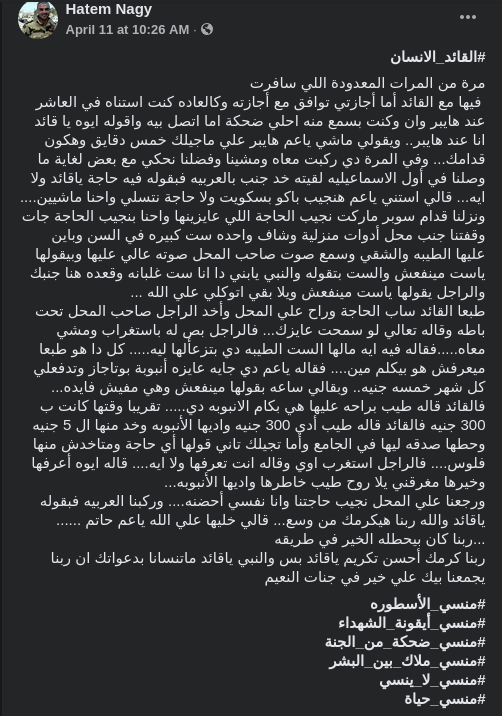 Hatem Nagy
April 11 at 10:26 AM ·
#القائد_الانسان
مرة من المرات المعدودة اللي سافرت
فيها مع القائد أما أجازتي توافق مع أجازته وكالعاده كنت استناه في العاشر
عند هايبر وان وكنت بسمع منه احلي ضحكة اما اتصل بيه واقوله ايوه يا قائد
انا عند هايبر.. ويقولي ماشي ياعم هايبر علي ماجيلك خمس دقايق وهكون
قدامك... وفي المرة دي ركبت معاه ومشينا وفضلنا نحكي مع بعض لغاية ما
وصلنا في أول الاسماعيليه لقيته خد جنب بالعربيه فبقوله فيه حاجة ياقائد ولا
ايه... قالي استني ياعم هنجيب باكو بسكويت ولا حاجة نتسلي واحنا ماشيين....
ونزلنا قدام سوبر ماركت نجيب الحاجة اللي عايزينها واحنا بنجيب الحاجة جات
وقفتنا جنب محل أدوات منزلية وشاف واحده ست كبيره في السن وباين
عليها الطيبه والشقي وسمع صوت صاحب المحل صوته عالي عليها وبيقولها
ياست مينفعش والست بتقوله والنبي يابني دا انا ست غلبانه وقعده هنا جنبك
والراجل يقولها ياست مينفعش ويلا بقي اتوكلي علي الله ...
طبعا القائد ساب الحاجة وراح علي المحل وأخد الراجل صاحب المحل تحت
باطه وقاله تعالي لو سمحت عايزك... فالراجل بص له باستغراب ومشي
معاه.....فقاله فيه ايه مالها الست الطيبه دي بتزعألها ليه..... كل دا هو طبعا
ميعرفش هو بيكلم مين.... فقاله ياعم دي جايه عايزه أنبوبة بوتاجاز وتدفعلي
كل شهر خمسه جنيه.. وبقالي ساعه بقولها مينفعش وهي مفيش فايده...
فالقائد قاله طيب براحه عليها هي بكام الانبوبه دي..... تقريبا وقتها كانت ب
300 جنيه فالقائد قاله طيب أدي 300 جنيه واديها الأنبوبه وخد منها ال 5 جنيه
وحطها صدقه ليها في الجامع وأما تجيلك تاني قولها أي حاجة ومتاخدش منها
فلوس.... فالراجل استغرب اوي وقاله انت تعرفها ولا ايه.... قاله ايوه أعرفها
وخيرها مغرقني يلا روح طيب خاطرها واديها الأنبوبه...
ورجعنا علي المحل نجيب حاجتنا وانا نفسي أحضنه.... وركبنا العربيه فبقوله
ياقائد والله ربنا هيكرمك من وسع... قالي خليها علي الله ياعم حاتم ......
...ربنا كان بيحطله الخير في طريقه
ربنا كرمك أحسن تكريم ياقائد بس والنبي ياقائد ماتنسانا بدعواتك ان ربنا
يجمعنا بيك علي خير في جنات النعيم
#منسي_الأسطوره
#منسي_أيقونة_الشهداء
#منسي_ضحكة_من_الجنة
#منسي_ملاك_بين_البشر
#منسي_لا_ينسي
#منسي_حياة